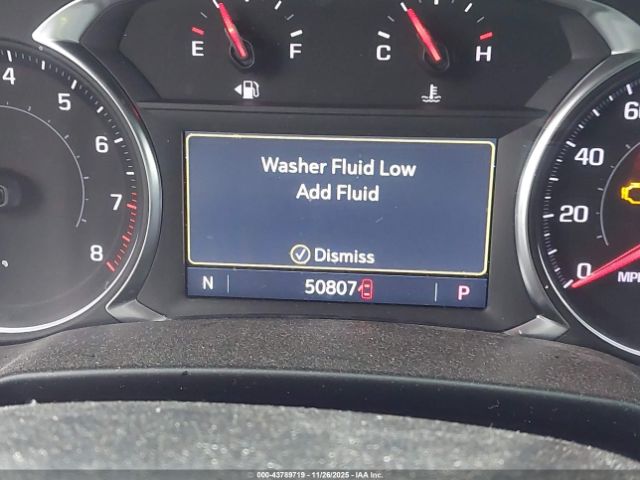 E F C H
4 5 6 7 8
60 40 20 0
MPH
Washer Fluid Low
Add Fluid
Dismiss
N 50807 P
© 000-43789719 | 11/26/2025 | IAA Inc.